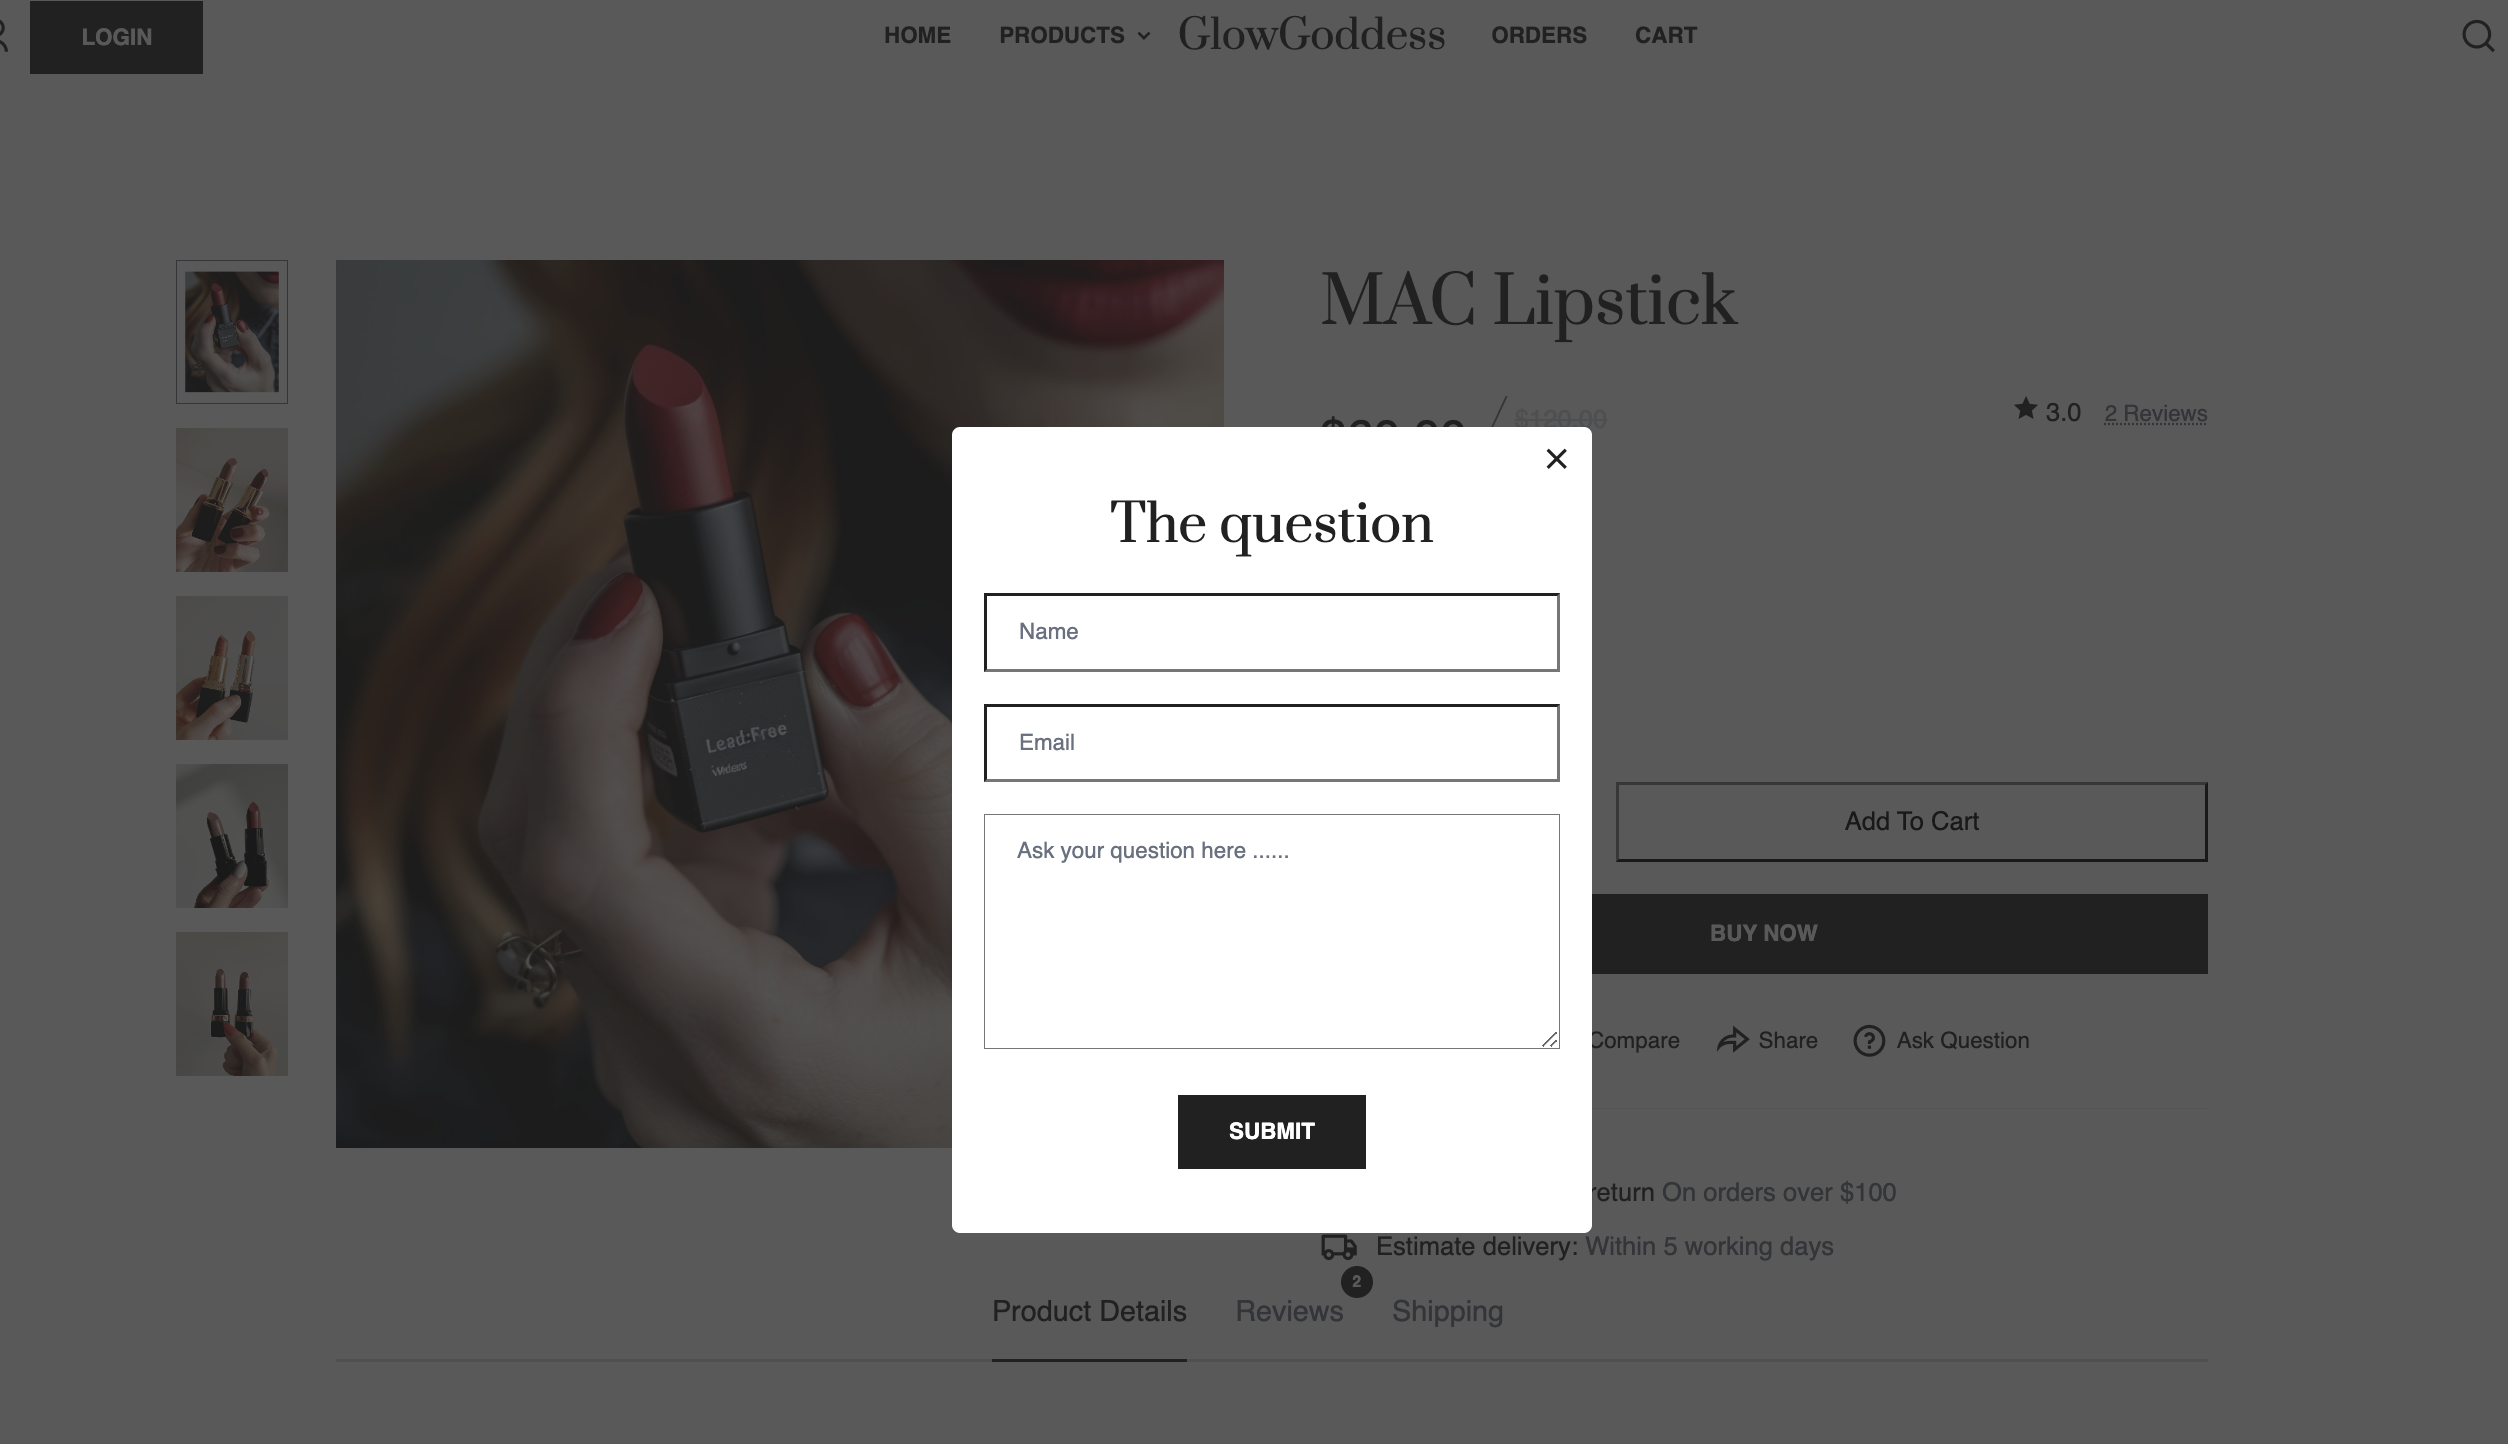 LOGIN
HOME
PRODUCTS
GlowGoddess
ORDERS
CART
MAC Lipstick
$120.00
3.0
2 Reviews
The question
Name
Email
Ask your question here ......
SUBMIT
Lead:Free
Add To Cart
BUY NOW
Compare
Share
Ask Question
return On orders over $100
Estimate delivery: Within 5 working days
Product Details
Reviews
2
Shipping